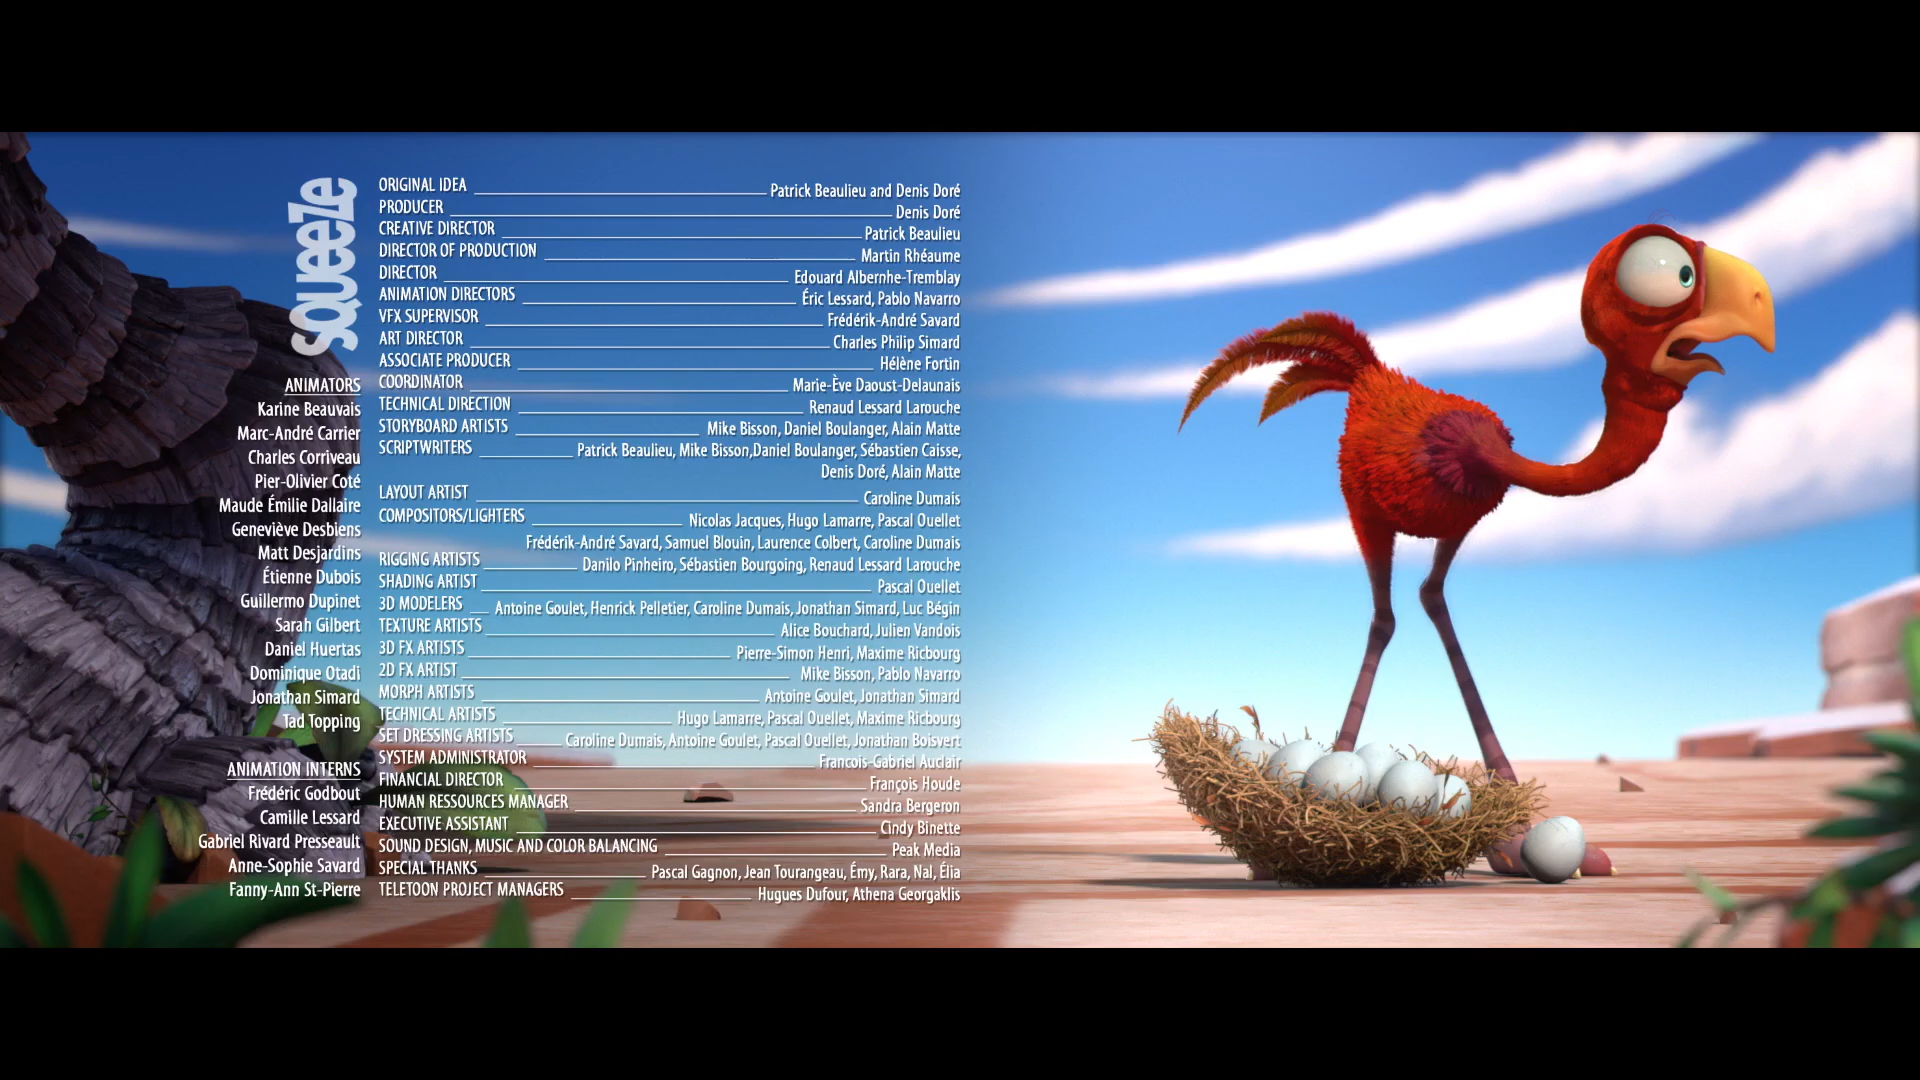 squeeze
ANIMATORS
Karine Beauvais
Marc-André Carrier
Charles Corriveau
Pier-Olivier Coté
Maude Émilie Dallaire
Geneviève Desbiens
Matt Desjardins
Étienne Dubois
Guillermo Dupinet
Sarah Gilbert
Daniel Huertas
Dominique Otadi
Jonathan Simard
Tad Topping
ANIMATION INTERNS
Frédéric Godbout
Camille Lessard
Gabriel Rivard Presseault
Anne-Sophie Savard
Fanny-Ann St-Pierre
ORIGINAL IDEA Patrick Beaulieu and Denis Doré
PRODUCER Denis Doré
CREATIVE DIRECTOR Patrick Beaulieu
DIRECTOR OF PRODUCTION Martin Rhéaume
DIRECTOR Edouard Albernhe-Tremblay
ANIMATION DIRECTORS Éric Lessard, Pablo Navarro
VFX SUPERVISOR Frédérik-André Savard
ART DIRECTOR Charles Philip Simard
ASSOCIATE PRODUCER Hélène Fortin
COORDINATOR Marie-Ève Daoust-Delaunais
TECHNICAL DIRECTION Renaud Lessard Larouche
STORYBOARD ARTISTS Mike Bisson, Daniel Boulanger, Alain Matte
SCRIPTWRITERS Patrick Beaulieu, Mike Bisson,Daniel Boulanger, Sébastien Caisse,
Denis Doré, Alain Matte
LAYOUT ARTIST Caroline Dumais
COMPOSITORS/LIGHTERS Nicolas Jacques, Hugo Lamarre, Pascal Ouellet
Frédérik-André Savard, Samuel Blouin, Laurence Colbert, Caroline Dumais
RIGGING ARTISTS Danilo Pinheiro, Sébastien Bourgoing, Renaud Lessard Larouche
SHADING ARTIST Pascal Ouellet
3D MODELERS Antoine Goulet, Henrick Pelletier, Caroline Dumais, Jonathan Simard, Luc Bégin
TEXTURE ARTISTS Alice Bouchard, Julien Vandois
3D FX ARTISTS Pierre-Simon Henri, Maxime Ricbourg
2D FX ARTIST Mike Bisson, Pablo Navarro
MORPH ARTISTS Antoine Goulet, Jonathan Simard
TECHNICAL ARTISTS Hugo Lamarre, Pascal Ouellet, Maxime Ricbourg
SET DRESSING ARTISTS Caroline Dumais, Antoine Goulet, Pascal Ouellet, Jonathan Boisvert
SYSTEM ADMINISTRATOR Francois-Gabriel Auclair
FINANCIAL DIRECTOR François Houde
HUMAN RESSOURCES MANAGER Sandra Bergeron
EXECUTIVE ASSISTANT Cindy Binette
SOUND DESIGN, MUSIC AND COLOR BALANCING Peak Media
SPECIAL THANKS Pascal Gagnon, Jean Tourangeau, Émy, Rara, Nal, Élia
TELETOON PROJECT MANAGERS Hugues Dufour, Athena Georgaklis